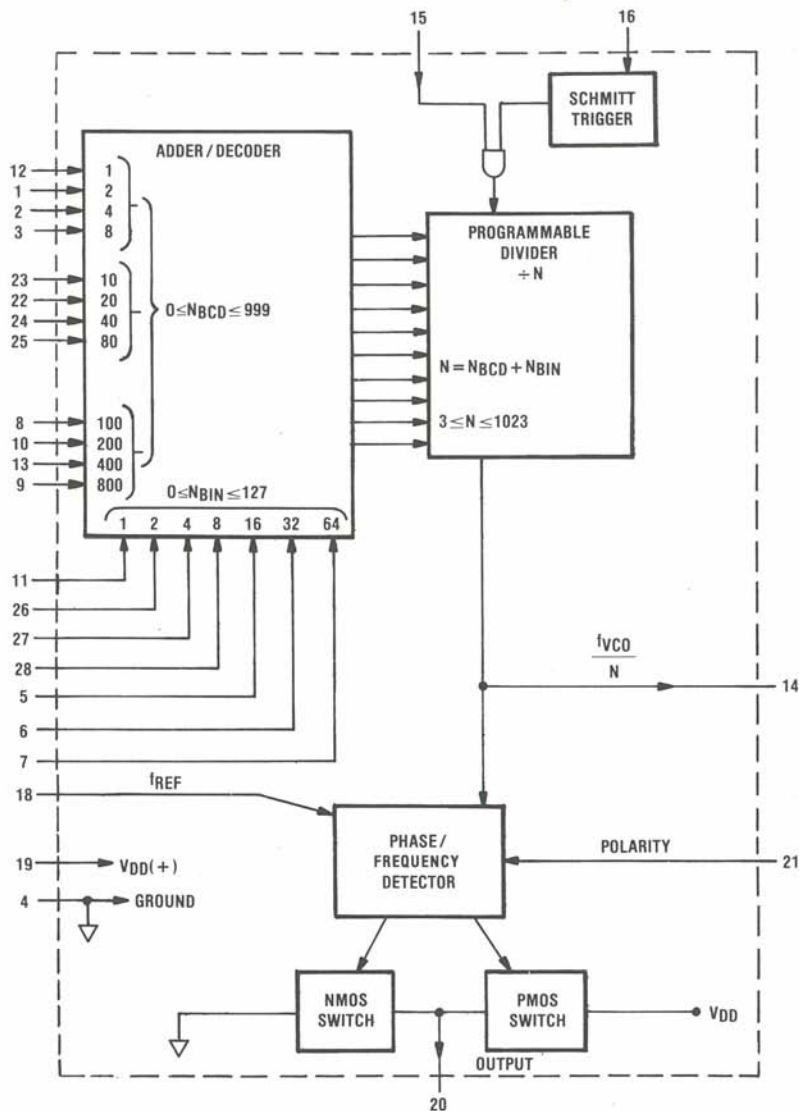 15
16
SCHMITT
TRIGGER
ADDER/DECODER
12 1
1 2
2 4
3 8
23 10
22 20
24 40
25 80
0≤NBCD≤999
8 100
10 200
13 400
9 800
0≤NBIN≤127
1 2 4 8 16 32 64
PROGRAMMABLE
DIVIDER
÷N
N=NBCD+NBIN
3≤N≤1023
11
26
27
28
5
6
7
fVCO
N
14
18 fREF
PHASE/
FREQUENCY
DETECTOR
POLARITY
21
19 VDD(+)
4 GROUND
NMOS
SWITCH
PMOS
SWITCH
VDD
OUTPUT
20